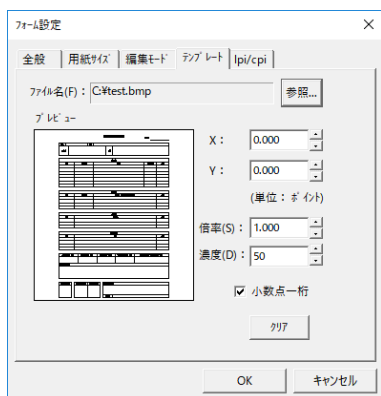 フォーム設定
全般 用紙ｻｲｽﾞ 編集ﾓｰﾄﾞ ﾃﾝﾌﾟﾚｰﾄ lpi/cpi
ﾌｧｲﾙ名(F)： C:¥test.bmp 参照...
ﾌﾟﾚﾋﾞｭｰ
X： 0.000
Y： 0.000
(単位：ﾎﾟｲﾝﾄ)
倍率(S)： 1.000
濃度(D)： 50
小数点一桁
ｸﾘｱ
OK キャンセル